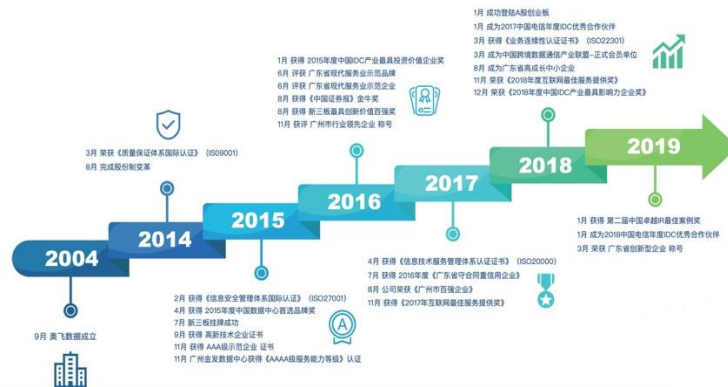 2004
9月 奥飞数据成立
2014
3月 荣获《质量保证体系国际认证》 (ISO9001)
8月 完成股份制变革
2015
2月 获得《信息安全管理体系国际认证》 (ISO27001)
4月 获得 2015年度中国数据中心首选品牌奖
7月 新三板挂牌成功
9月 获得 高新技术企业证书
11月 获得 AAA级示范企业 证书
11月 广州金发数据中心获得《AAAA级服务能力等级》认证
A
2016
1月 获得 2015年度中国IDC产业最具投资价值企业奖
6月 评获 广东省现代服务业示范品牌
6月 评获 广东省现代服务业示范企业
8月 获得《中国证券报》金牛奖
8月 获得 新三板最具创新价值百强奖
11月 获评 广州市行业领先企业 称号
2017
4月 获得《信息技术服务管理体系认证证书》 (ISO20000)
7月 获得 2016年度《广东省守合同重信用企业》
8月 公司荣获《广州市百强企业》
11月 获得《2017年互联网最佳服务提供奖》
2018
1月 成功登陆A股创业板
1月 成为2017中国电信年度IDC优秀合作伙伴
3月 获得《业务连续性认证证书》 (ISO22301)
3月 成为中国跨境数据通信产业联盟-正式会员单位
8月 成为广东省高成长中小企业
11月 荣获《2018年度互联网最佳服务提供奖》
12月 荣获《2018年度中国IDC产业最具影响力企业奖》
2019
1月 获得 第二届中国卓越IR最佳案例奖
1月 成为2018中国电信年度IDC优秀合作伙伴
3月 荣获 广东省创新型企业 称号